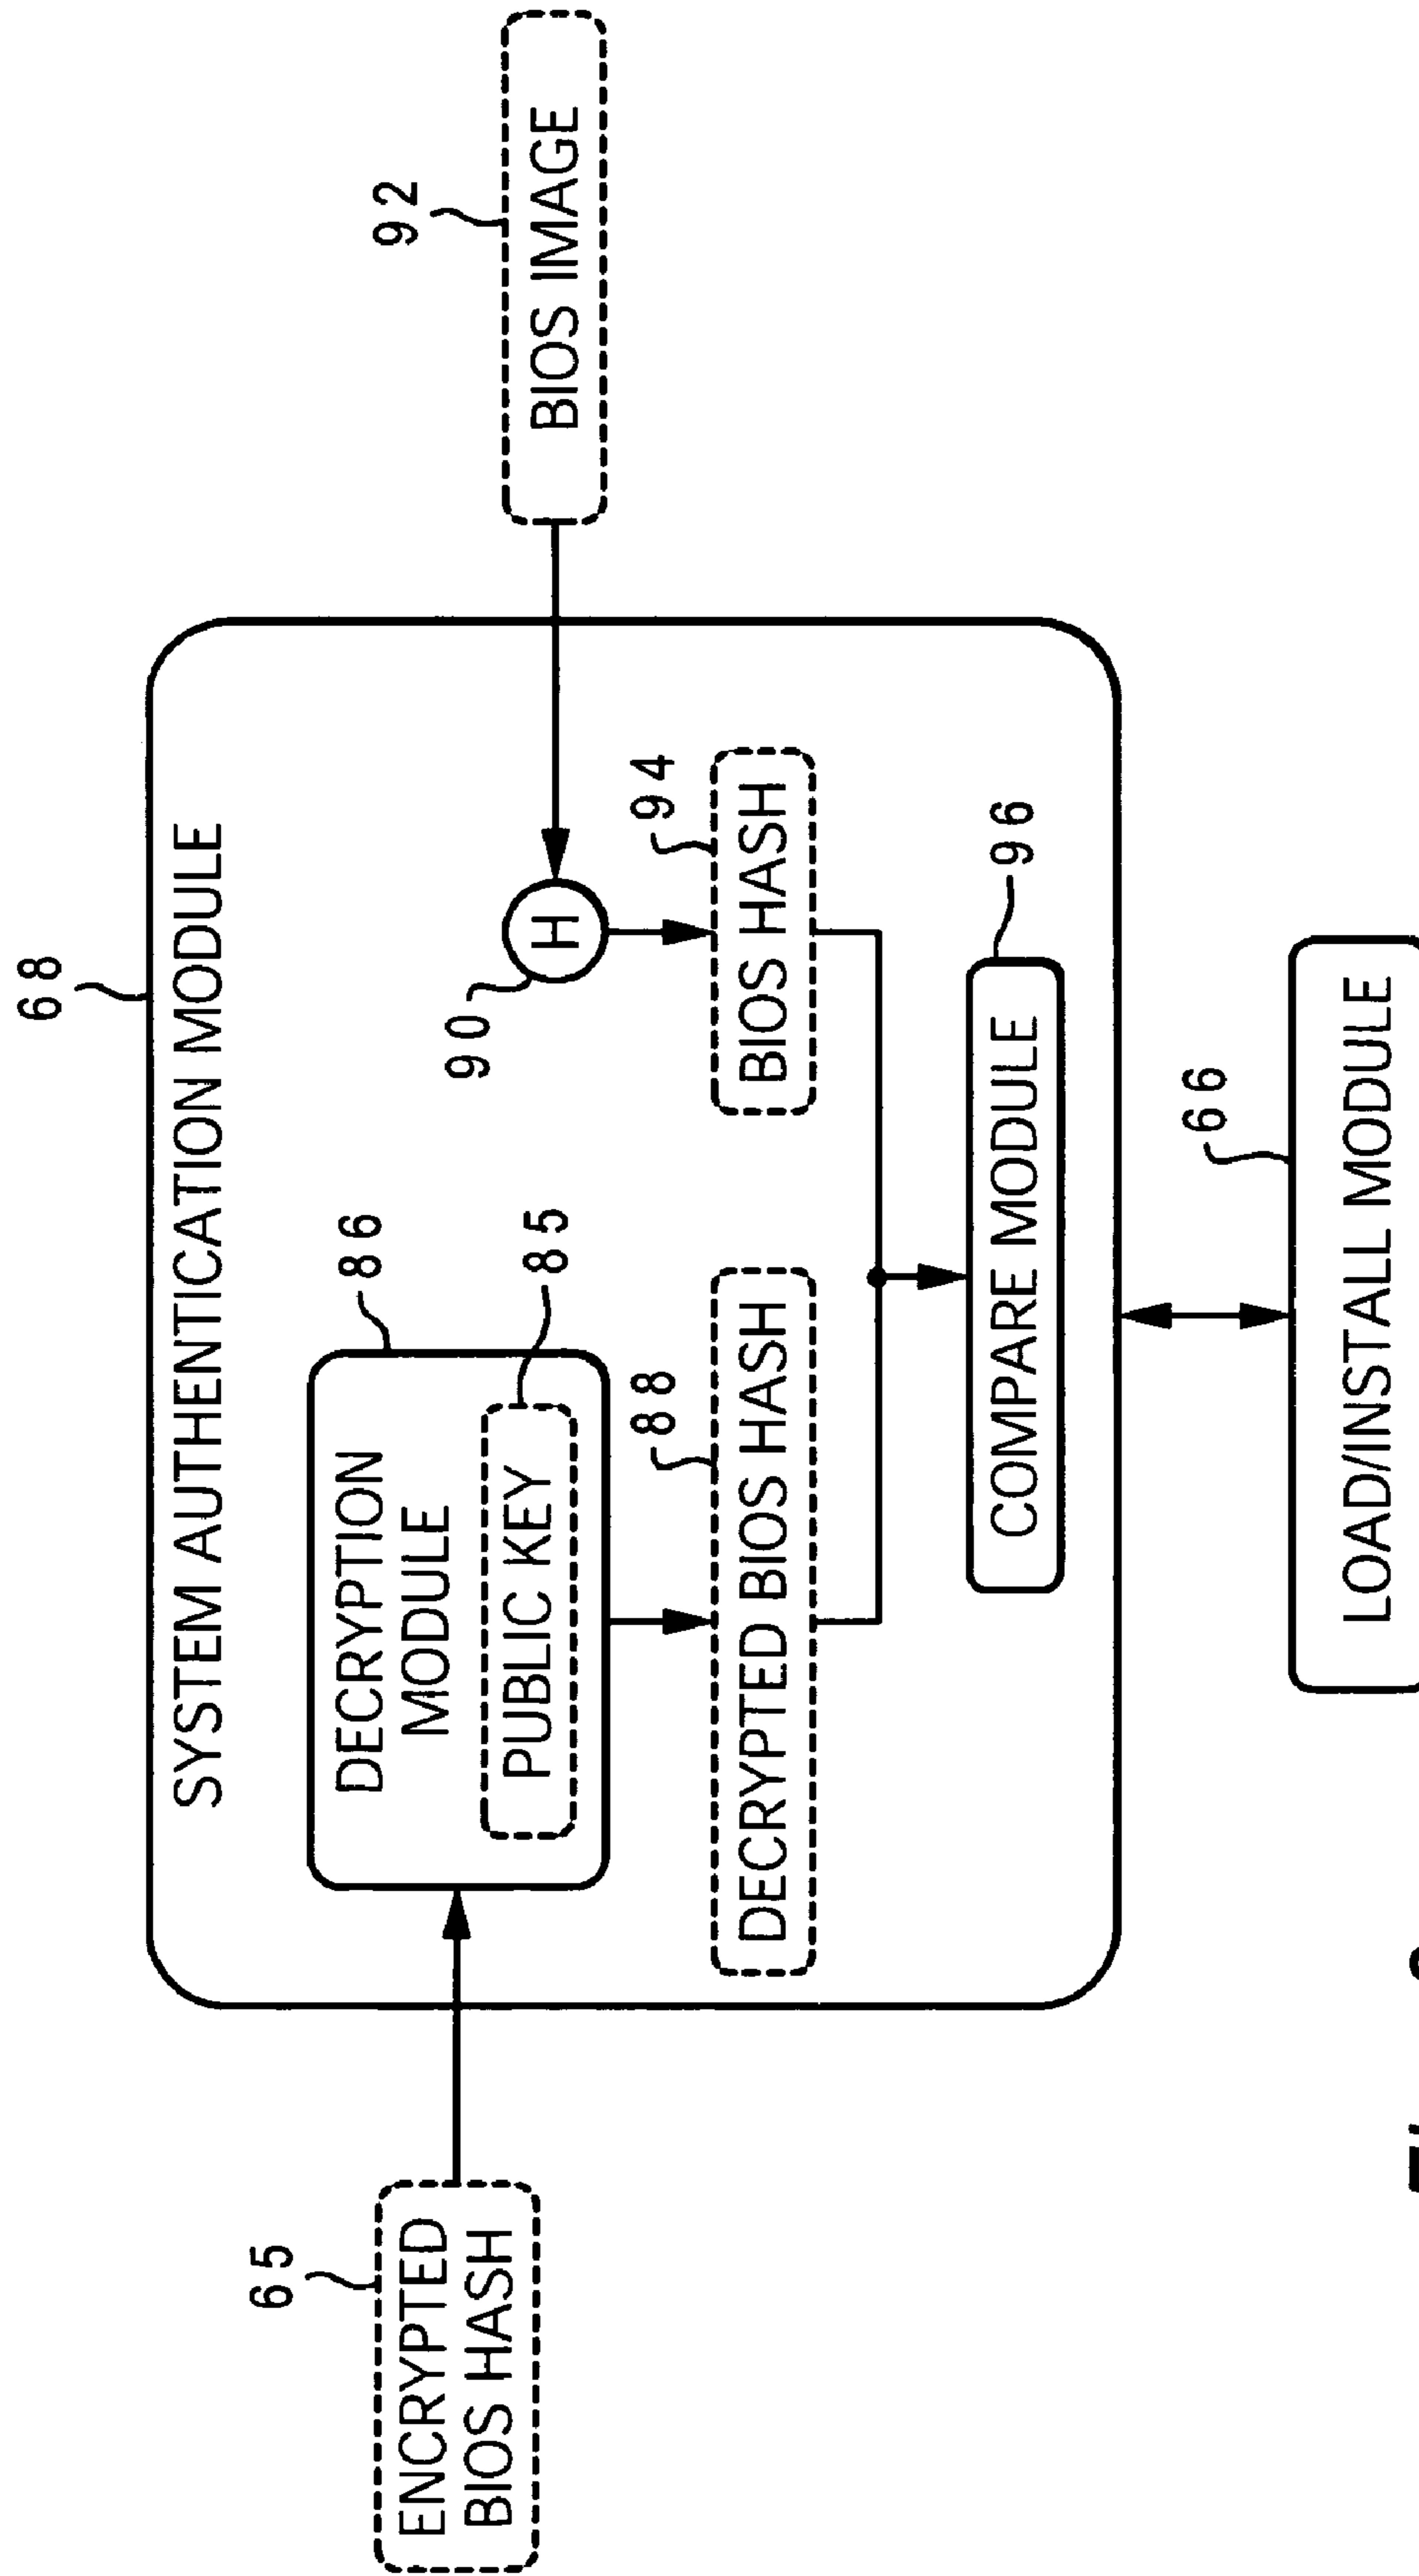 68
SYSTEM AUTHENTICATION MODULE
65
ENCRYPTED
BIOS HASH
86
DECRYPTION
MODULE
85
PUBLIC KEY
90
H
92
BIOS IMAGE
88
DECRYPTED BIOS HASH
94
BIOS HASH
96
COMPARE MODULE
66
LOAD/INSTALL MODULE